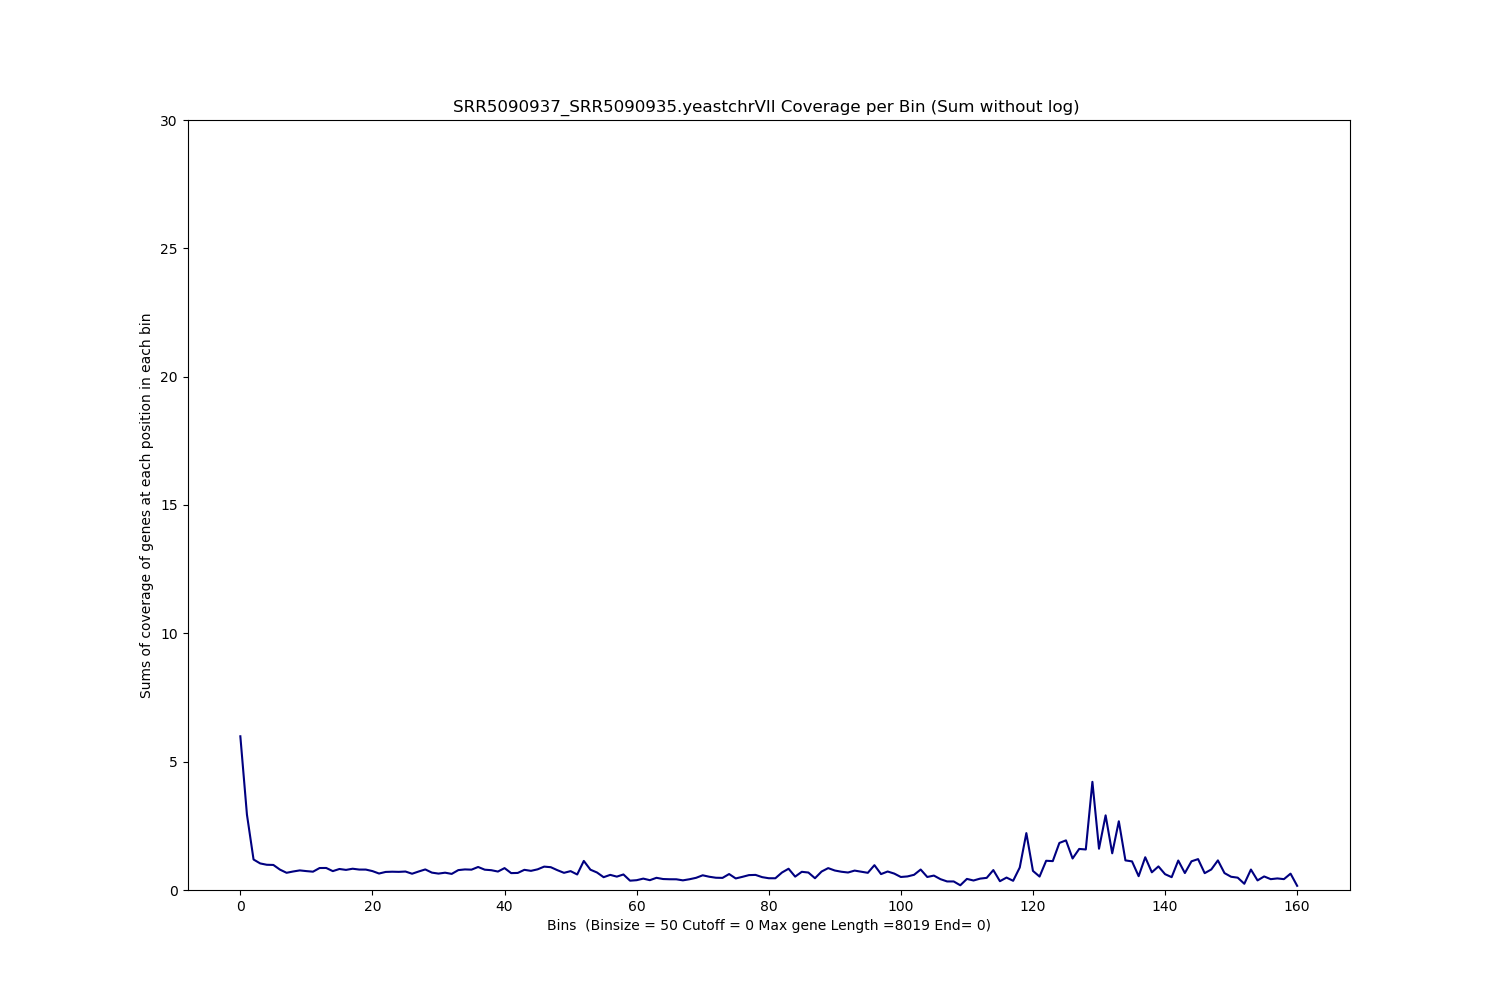 SRR5090937_SRR5090935.yeastchrVII Coverage per Bin (Sum without log)
30
25
20
15
10
5
0
Sums of coverage of genes at each position in each bin
0 20 40 60 80 100 120 140 160
Bins  (Binsize = 50 Cutoff = 0 Max gene Length =8019 End= 0)